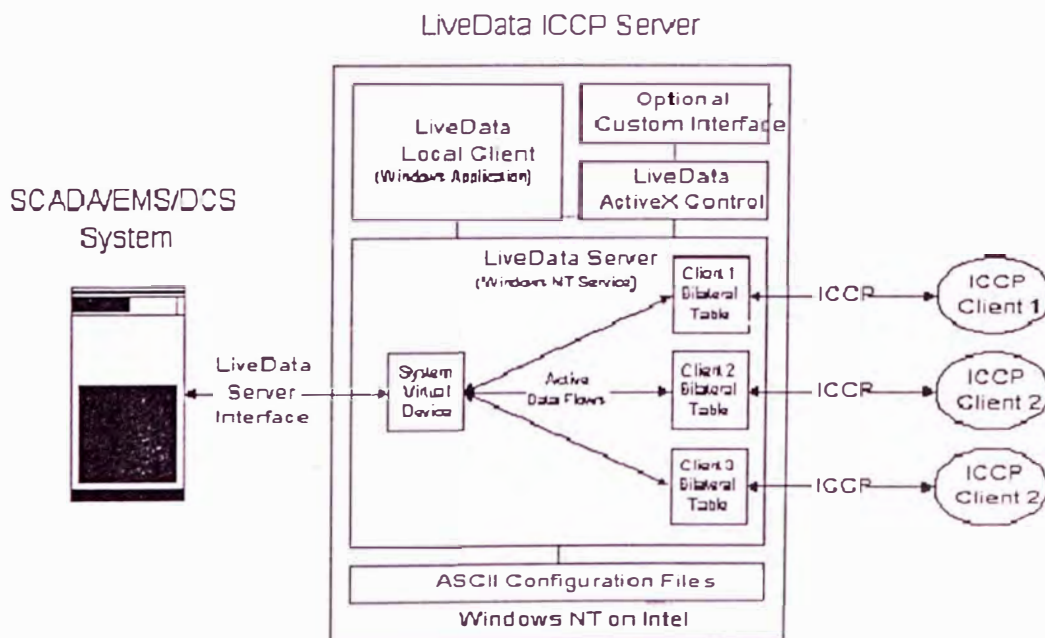 LiveData ICCP Server
SCADA/EMS/DCS
System
LiveData
Local Client
(Windows Application)
Optional
Custom Interface
LiveData
ActiveX Control
LiveData Server
(Windows NT Service)
LiveData
Server
Interface
System
Virtual
Device
Active
Data Flows
Client 1
Bilateral
Table
Client 2
Bilateral
Table
Client 3
Bilateral
Table
ICCP
ICCP
ICCP
ICCP
Client 1
ICCP
Client 2
ICCP
Client 2
ASCII Configuration Files
Windows NT on Intel